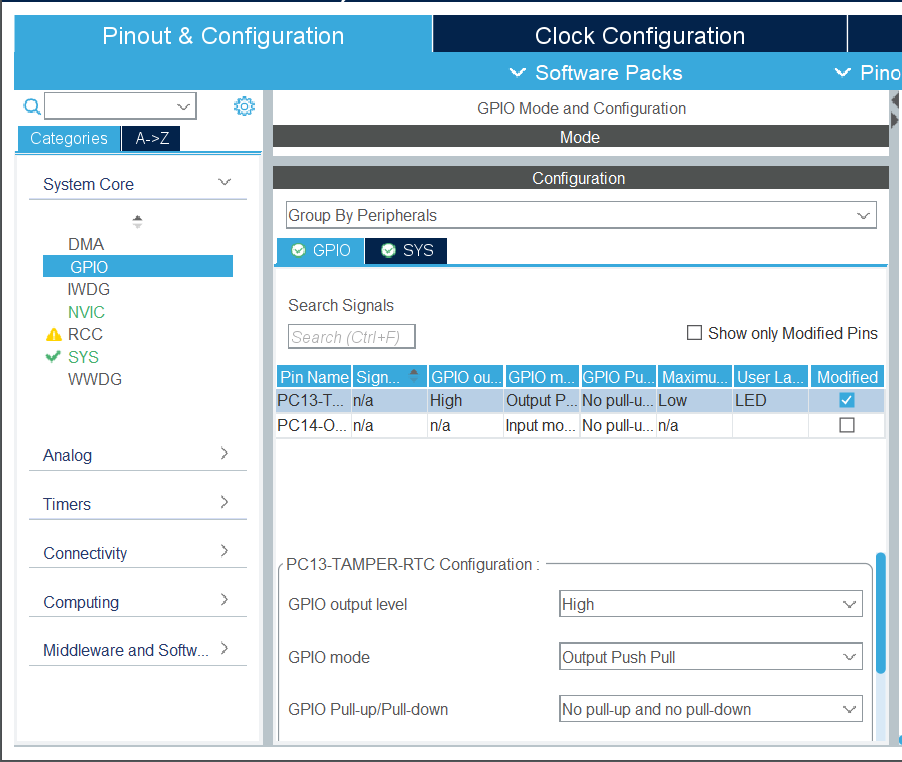 Pinout & Configuration
Clock Configuration
Software Packs
Pino
GPIO Mode and Configuration
Mode
Categories
A->Z
System Core
DMA
GPIO
IWDG
NVIC
RCC
SYS
WWDG
Analog
Timers
Connectivity
Computing
Middleware and Softw...
Configuration
Group By Peripherals
GPIO
SYS
Search Signals
Search (Ctrl+F)
Show only Modified Pins
Pin Name Sign... GPIO ou... GPIO m... GPIO Pu... Maximu... User La... Modified
PC13-T... n/a High Output P... No pull-u... Low LED
PC14-O... n/a n/a Input mo... No pull-u... n/a
PC13-TAMPER-RTC Configuration :
GPIO output level High
GPIO mode Output Push Pull
GPIO Pull-up/Pull-down No pull-up and no pull-down